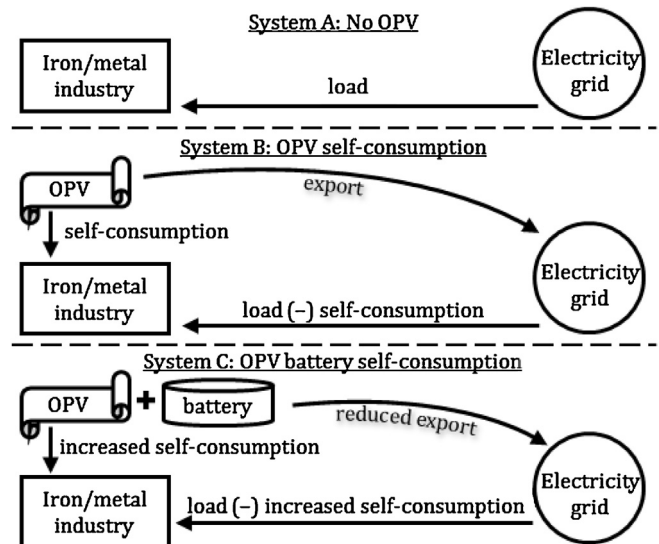 System A: No OPV
Iron/metal
industry
load
Electricity
grid
System B: OPV self-consumption
OPV
export
self-consumption
Iron/metal
industry
load (−) self-consumption
Electricity
grid
System C: OPV battery self-consumption
OPV
+
battery
reduced export
increased self-consumption
Iron/metal
industry
load (−) increased self-consumption
Electricity
grid